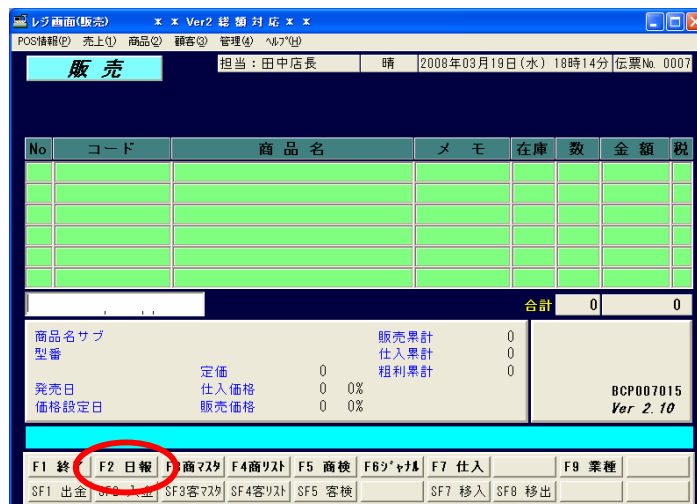 レジ画面(販売)　＊ ＊ Ver2 総 額 対 応 ＊ ＊
POS情報(P) 売上(1) 商品(2) 顧客(3) 管理(4) ヘルプ(H)
販 売 担当：田中店長 晴 2008年03月19日(水) 18時14分 伝票№ 0007
No コード 商 品 名 メ モ 在庫 数 金 額 税
合計 0 0
商品名サブ 販売累計 0
型番 仕入累計 0
定価 0 粗利累計 0
発売日 仕入価格 0 0% BCP007015
価格設定日 販売価格 0 0% Ver 2.10
F1 終了 F2 日報 F3商マスタ F4商リスト F5 商検 F6ジャナル F7 仕入 F9 業種
SF1 出金 SF2 入金 SF3客マスタ SF4客リスト SF5 客検 SF7 移入 SF8 移出